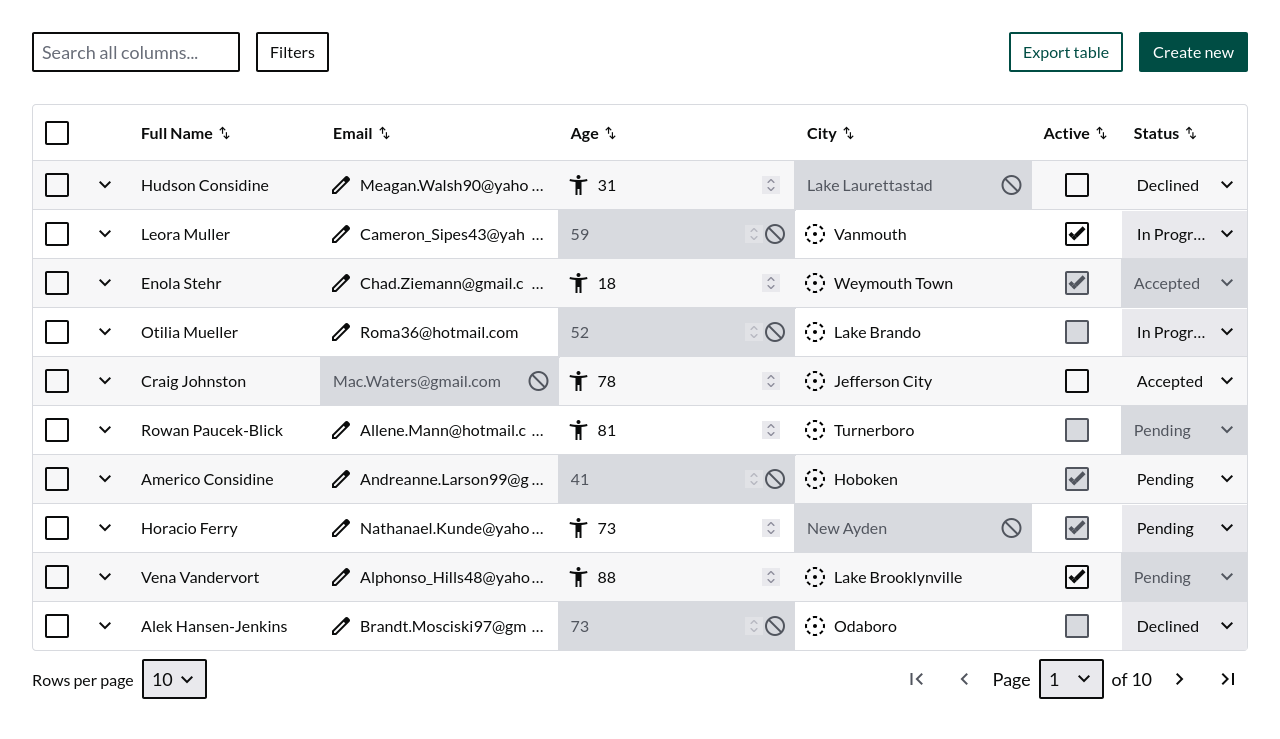 Search all columns... Filters Export table Create new
Full Name Email Age City Active Status
Hudson Considine Meagan.Walsh90@yaho ... 31 Lake Laurettastad Declined
Leora Muller Cameron_Sipes43@yah ... 59 Vanmouth In Progr...
Enola Stehr Chad.Ziemann@gmail.c ... 18 Weymouth Town Accepted
Otilia Mueller Roma36@hotmail.com 52 Lake Brando In Progr...
Craig Johnston Mac.Waters@gmail.com 78 Jefferson City Accepted
Rowan Paucek-Blick Allene.Mann@hotmail.c ... 81 Turnerboro Pending
Americo Considine Andreanne.Larson99@g ... 41 Hoboken Pending
Horacio Ferry Nathanael.Kunde@yaho ... 73 New Ayden Pending
Vena Vandervort Alphonso_Hills48@yaho ... 88 Lake Brooklynville Pending
Alek Hansen-Jenkins Brandt.Mosciski97@gm ... 73 Odaboro Declined
Rows per page 10 Page 1 of 10